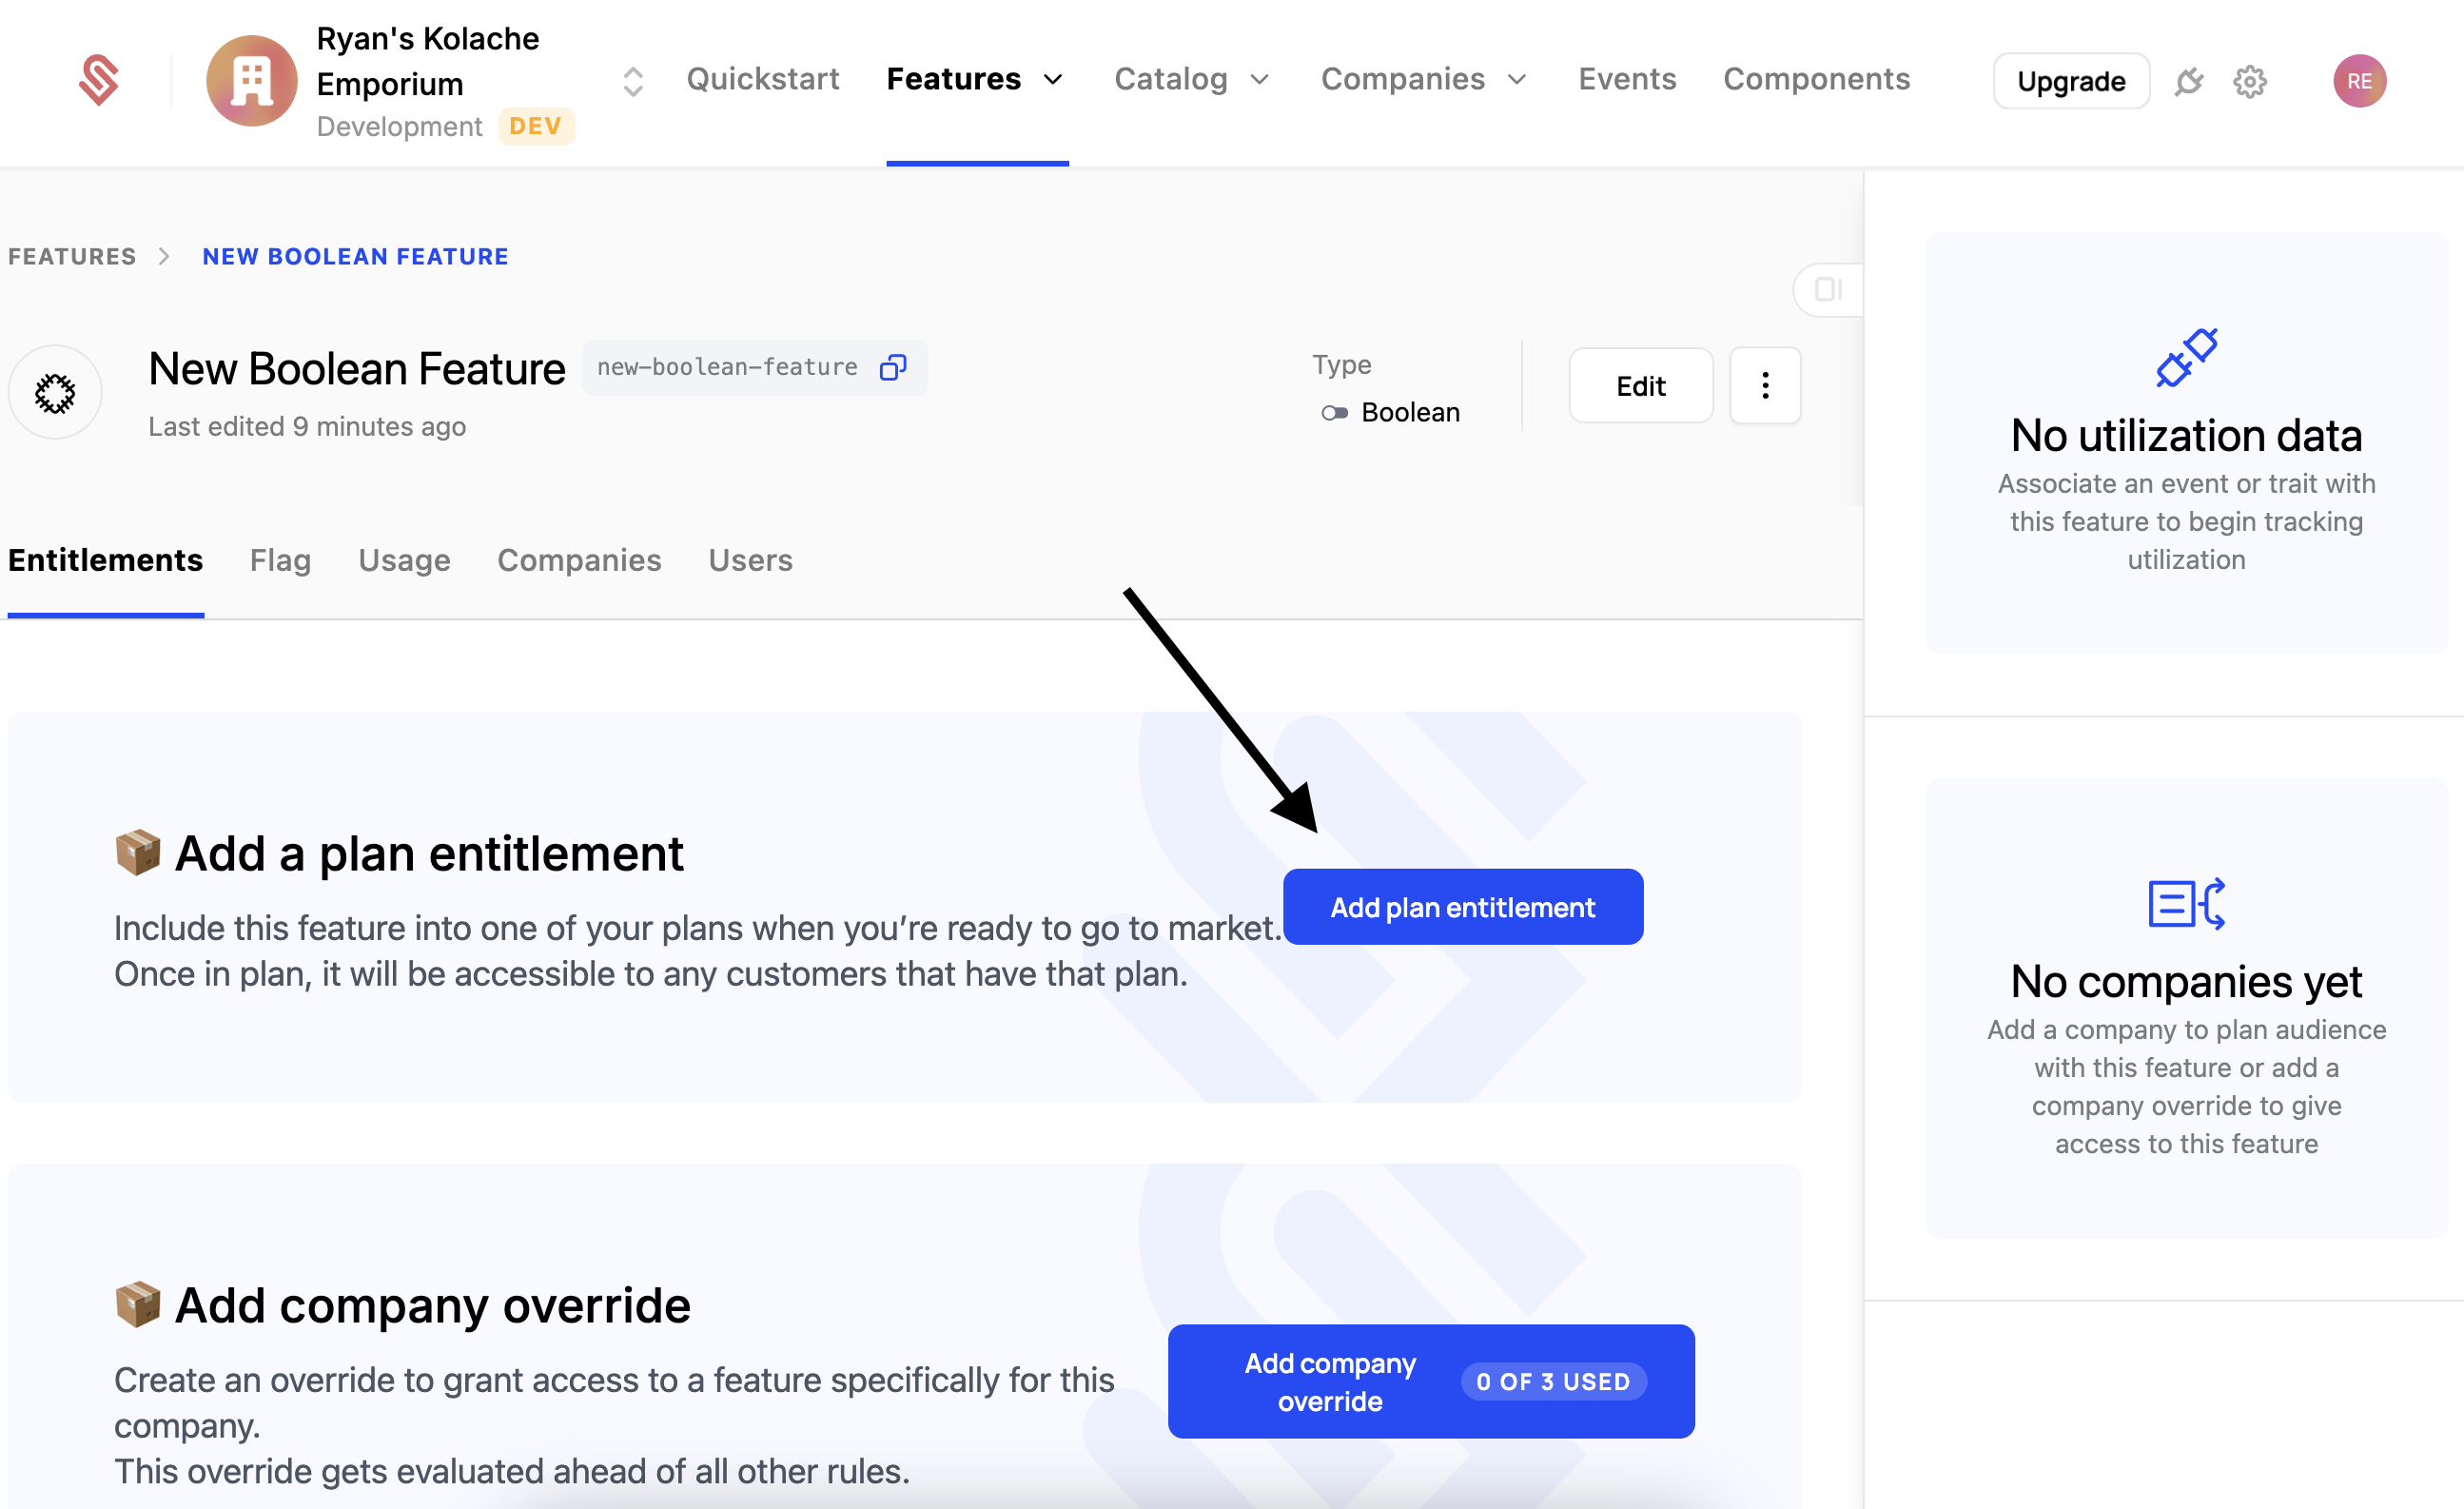 Ryan's Kolache
Emporium
Development DEV
Quickstart Features Catalog Companies Events Components
Upgrade
RE
FEATURES NEW BOOLEAN FEATURE
New Boolean Feature new-boolean-feature
Last edited 9 minutes ago
Type
Boolean
Edit
Entitlements Flag Usage Companies Users
📦 Add a plan entitlement
Include this feature into one of your plans when you’re ready to go to market.
Once in plan, it will be accessible to any customers that have that plan.
Add plan entitlement
📦 Add company override
Create an override to grant access to a feature specifically for this
company.
This override gets evaluated ahead of all other rules.
Add company
override
0 OF 3 USED
No utilization data
Associate an event or trait with
this feature to begin tracking
utilization
No companies yet
Add a company to plan audience
with this feature or add a
company override to give
access to this feature